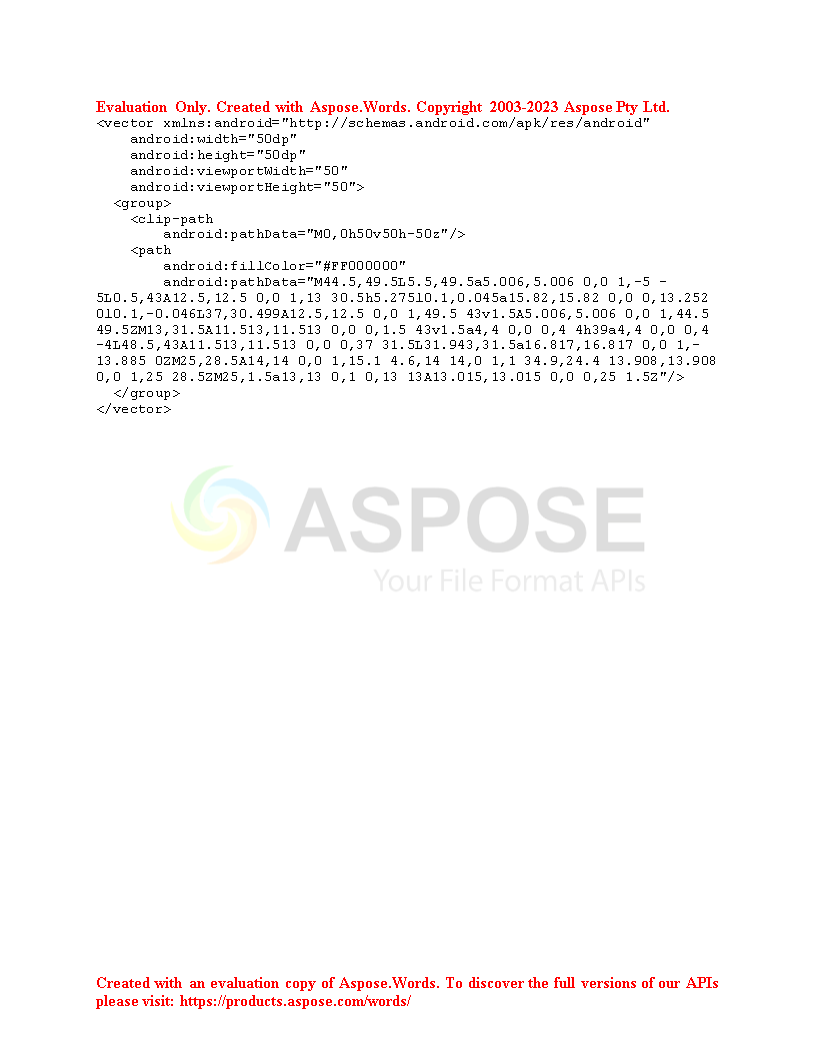 Evaluation Only. Created with Aspose.Words. Copyright 2003-2023 Aspose Pty Ltd.
<vector xmlns:android="http://schemas.android.com/apk/res/android"
    android:width="50dp"
    android:height="50dp"
    android:viewportWidth="50"
    android:viewportHeight="50">
  <group>
    <clip-path
        android:pathData="M0,0h50v50h-50z"/>
    <path
        android:fillColor="#FF000000"
        android:pathData="M44.5,49.5L5.5,49.5a5.006,5.006 0,0 1,-5 -
5L0.5,43A12.5,12.5 0,0 1,13 30.5h5.275l0.1,0.045a15.82,15.82 0,0 0,13.252
0l0.1,-0.046L37,30.499A12.5,12.5 0,0 1,49.5 43v1.5A5.006,5.006 0,0 1,44.5
49.5ZM13,31.5A11.513,11.513 0,0 0,1.5 43v1.5a4,4 0,0 0,4 4h39a4,4 0,0 0,4
-4L48.5,43A11.513,11.513 0,0 0,37 31.5L31.943,31.5a16.817,16.817 0,0 1,-
13.885 0ZM25,28.5A14,14 0,0 1,15.1 4.6,14 14,0 1,1 34.9,24.4 13.908,13.908
0,0 1,25 28.5ZM25,1.5a13,13 0,1 0,13 13A13.015,13.015 0,0 0,25 1.5Z"/>
  </group>
</vector>
ASPOSE
Your File Format APIs
Created with an evaluation copy of Aspose.Words. To discover the full versions of our APIs
please visit: https://products.aspose.com/words/